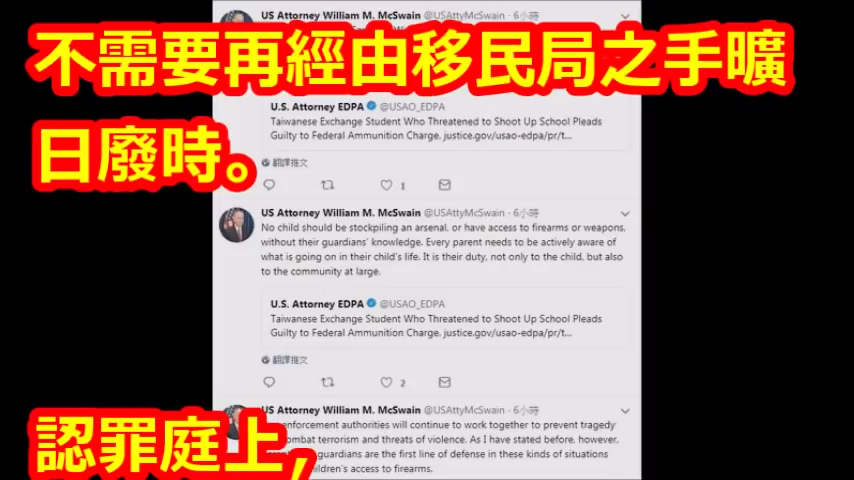 US Attorney William M. McSwain @USAttyMcSwain · 6小時
不需要再經由移民局之手曠
日廢時。
U.S. Attorney EDPA @USAO_EDPA
Taiwanese Exchange Student Who Threatened to Shoot Up School Pleads
Guilty to Federal Ammunition Charge. justice.gov/usao-edpa/pr/t...
翻譯推文
1
US Attorney William M. McSwain @USAttyMcSwain · 6小時
No child should be stockpiling an arsenal, or have access to firearms or weapons,
without their guardians' knowledge. Every parent needs to be actively aware of
what is going on in their child's life. It is their duty, not only to the child, but also
to the community at large.
U.S. Attorney EDPA @USAO_EDPA
Taiwanese Exchange Student Who Threatened to Shoot Up School Pleads
Guilty to Federal Ammunition Charge. justice.gov/usao-edpa/pr/t...
翻譯推文
2
US Attorney William M. McSwain @USAttyMcSwain · 6小時
enforcement authorities will continue to work together to prevent tragedy
combat terrorism and threats of violence. As I have stated before, however,
guardians are the first line of defense in these kinds of situations
children's access to firearms.
認罪庭上,